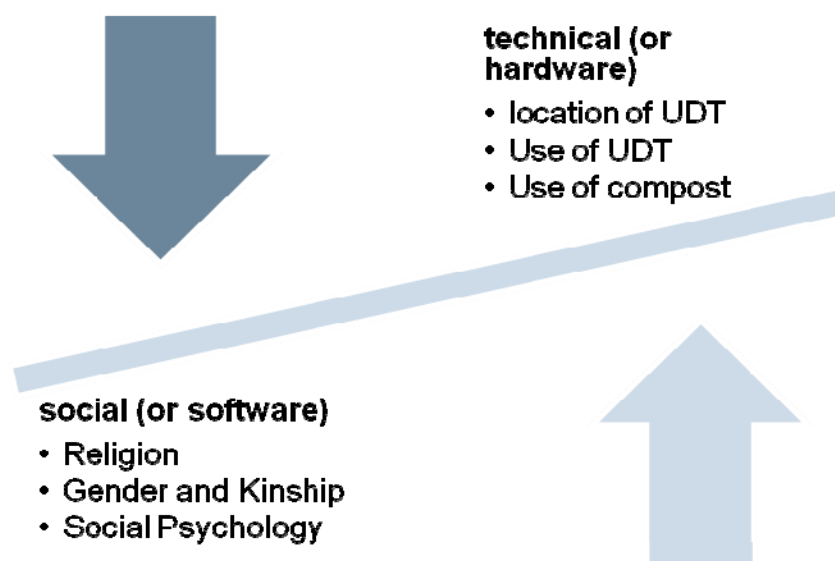 technical (or
hardware)
• location of UDT
• Use of UDT
• Use of compost
social (or software)
• Religion
• Gender and Kinship
• Social Psychology